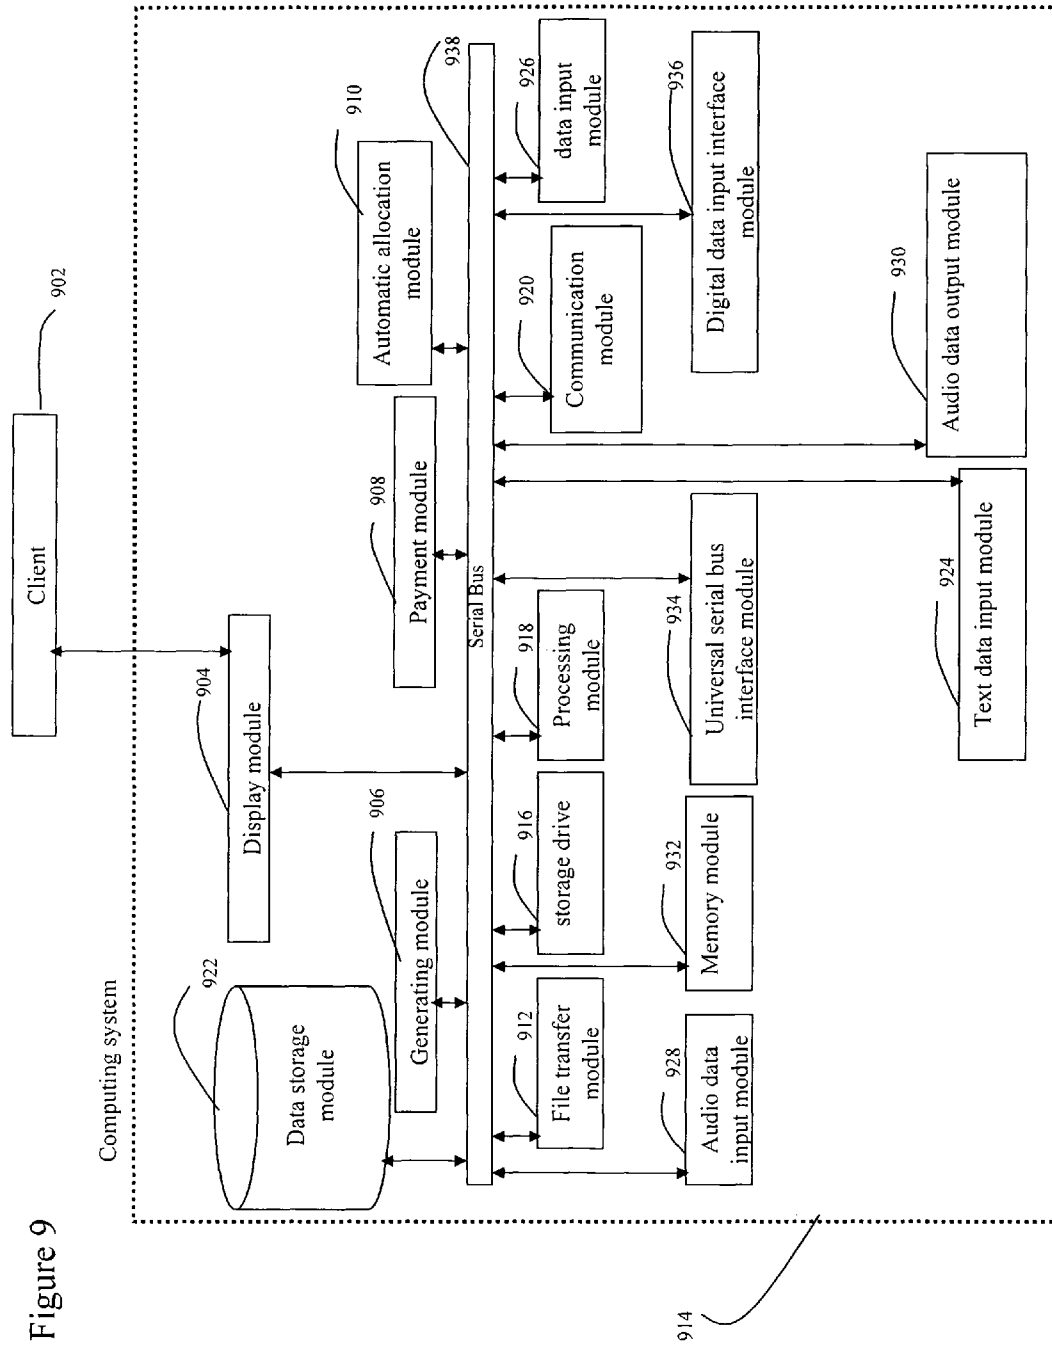 Figure 9
Client
902
Computing system
922
Data storage
module
904
Display module
906
Generating module
908
Payment module
910
Automatic allocation
module
Serial Bus
938
912
File transfer
module
916
storage drive
918
Processing
module
920
Communication
module
926
data input
module
928
Audio data
input module
932
Memory module
934
Universal serial bus
interface module
936
Digital data input interface
module
924
Text data input module
930
Audio data output module
914